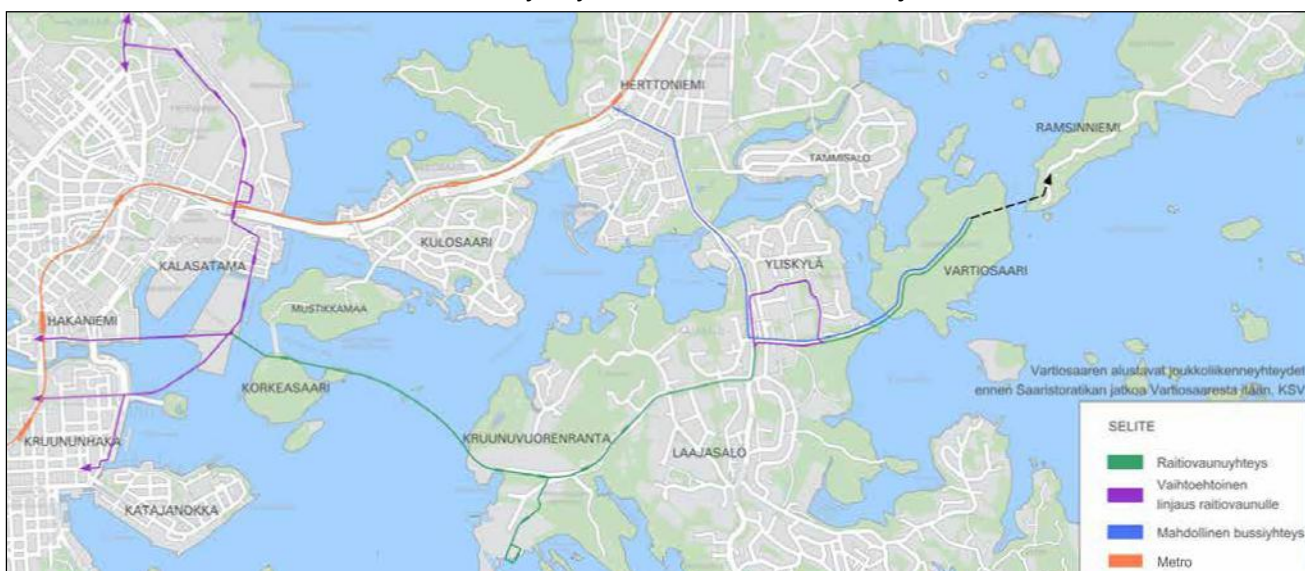 HERTTONIEMI
RAMSINNIEMI
TAMMISALO
KULOSAARI
YLISKYLÄ
KALASATAMA
VARTIOSAARI
MUSTIKKAMAA
HAKANIEMI
KORKEASAARI
Vartiosaaren alustavat joukkoliikenneyhteydet
ennen Saaristoratikan jatkoa Vartiosaaresta itään, KSV
KRUUNUNHAKA
KRUUNUVUORENRANTA
LAAJASALO
KATAJANOKKA
SELITE
Raitiovaunuyhteys
Vaihtoehtoinen
linjaus raitiovaunulle
Mahdollinen bussiyhteys
Metro